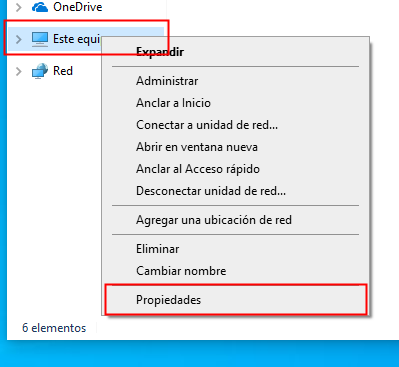 OneDrive
Este equi
Red
Expandir
Administrar
Anclar a Inicio
Conectar a unidad de red...
Abrir en ventana nueva
Anclar al Acceso rápido
Desconectar unidad de red...
Agregar una ubicación de red
Eliminar
Cambiar nombre
Propiedades
6 elementos